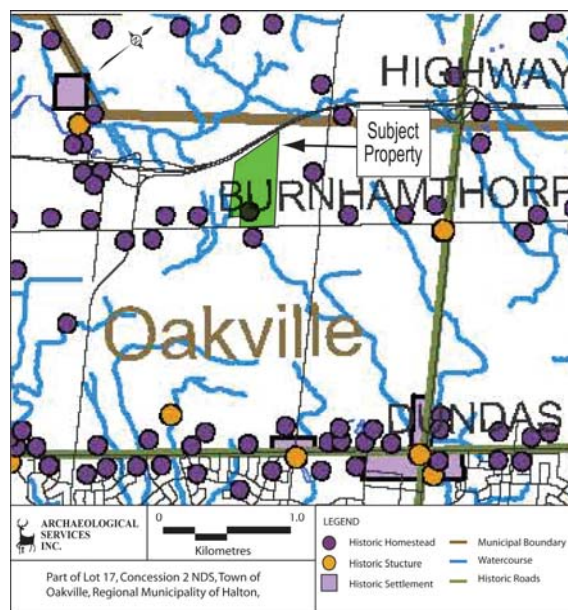 HIGHWAY
Subject
Property
BURNHAMTHORP
Oakville
DUNDAS
ARCHAEOLOGICAL
SERVICES
INC.
0 1.0
Kilometres
Part of Lot 17, Concession 2 NDS, Town of
Oakville, Regional Municipality of Halton,
LEGEND
Historic Homestead
Historic Stucture
Historic Settlement
Municipal Boundary
Watercourse
Historic Roads